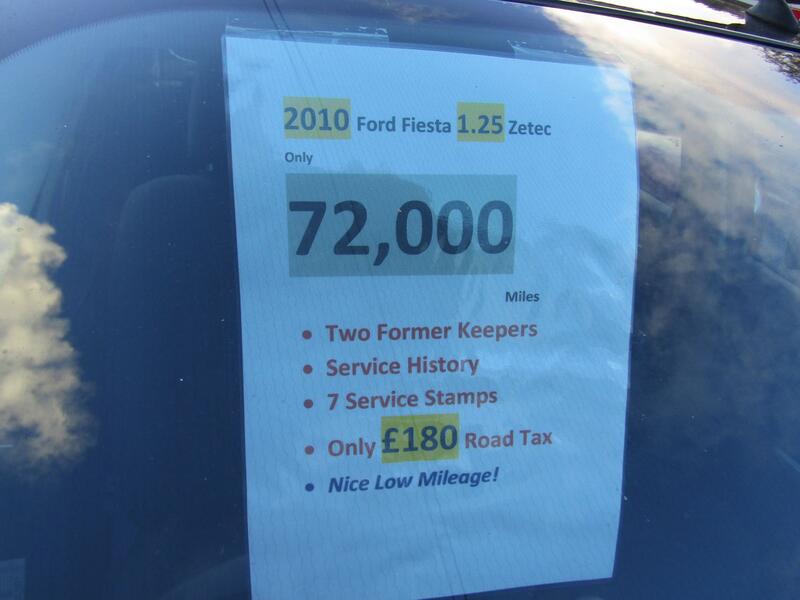 2010 Ford Fiesta 1.25 Zetec
Only
72,000
Miles
• Two Former Keepers
• Service History
• 7 Service Stamps
• Only £180 Road Tax
• Nice Low Mileage!